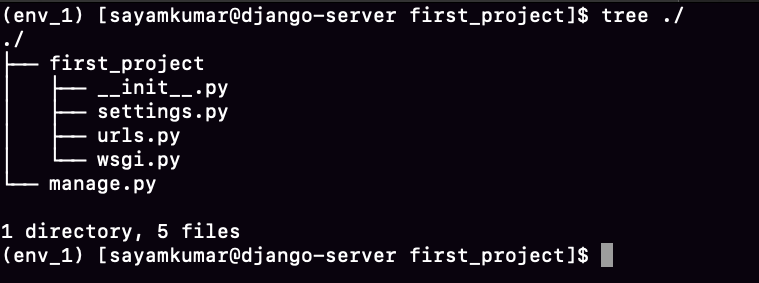 (env_1) [sayamkumar@django-server first_project]$ tree ./
./
├── first_project
│   ├── __init__.py
│   ├── settings.py
│   ├── urls.py
│   └── wsgi.py
└── manage.py

1 directory, 5 files
(env_1) [sayamkumar@django-server first_project]$